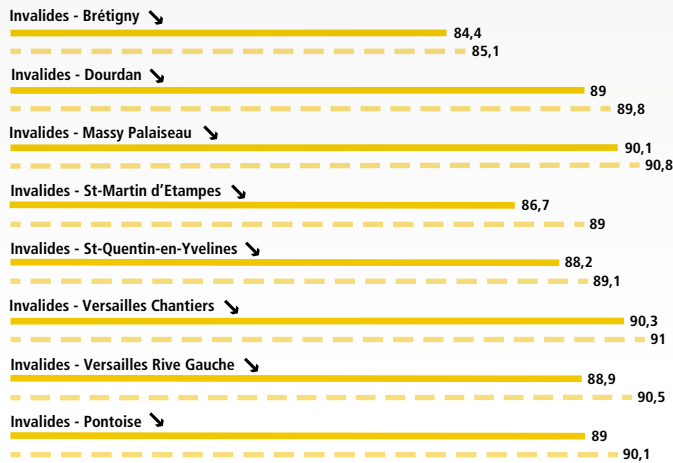 Invalides - Brétigny ↘
84,4
85,1
Invalides - Dourdan ↘
89
89,8
Invalides - Massy Palaiseau ↘
90,1
90,8
Invalides - St-Martin d’Etampes ↘
86,7
89
Invalides - St-Quentin-en-Yvelines ↘
88,2
89,1
Invalides - Versailles Chantiers ↘
90,3
91
Invalides - Versailles Rive Gauche ↘
88,9
90,5
Invalides - Pontoise ↘
89
90,1